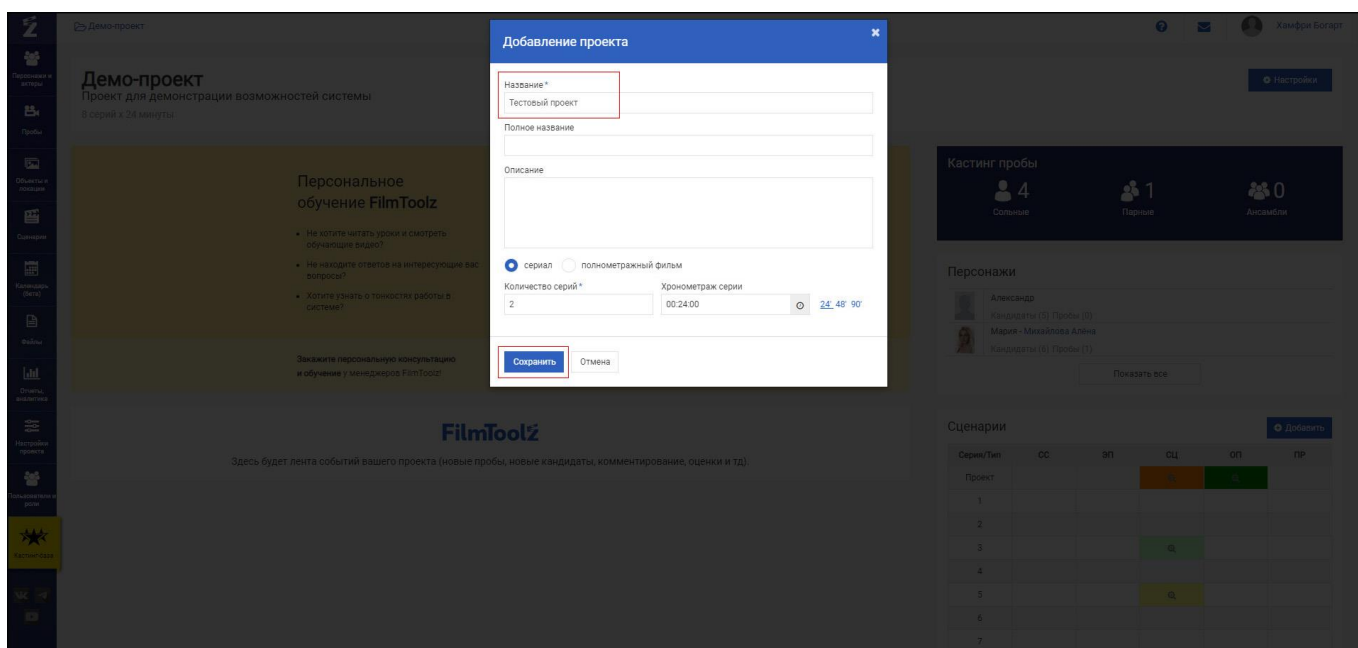 Демо-проект
Хамфри Богарт
Персонажи и
актеры
Пробы
Объекты и
локации
Сценарии
Календарь
(бета)
Файлы
Отчеты,
аналитика
Настройки
проекта
Пользователи и
роли
Кастинг-база
Демо-проект
Проект для демонстрации возможностей системы
8 серий x 24 минуты
Настройки
Персональное
обучение FilmToolz
Не хотите читать уроки и смотреть
обучающие видео?
Не находите ответов на интересующие вас
вопросы?
Хотите узнать о тонкостях работы в
системе?
Закажите персональную консультацию
и обучение у менеджеров FilmToolz!
FilmToolz
Здесь будет лента событий вашего проекта (новые пробы, новые кандидаты, комментирование, оценки и тд)
Добавление проекта
Название *
Тестовый проект
Полное название
Описание
сериал полнометражный фильм
Количество серий * Хронометраж серии
2 00:24:00 24' 48' 90'
Сохранить Отмена
Кастинг пробы
4 1 0
Сольные Парные Ансамбли
Персонажи
Александр
Кандидаты (5) Пробы (0)
Мария - Михайлова Алёна
Кандидаты (6) Пробы (1)
Показать все
Сценарии Добавить
Серии/Тип СС ЭП СЦ ОП ПР
Проект
1
2
3
4
5
6
7